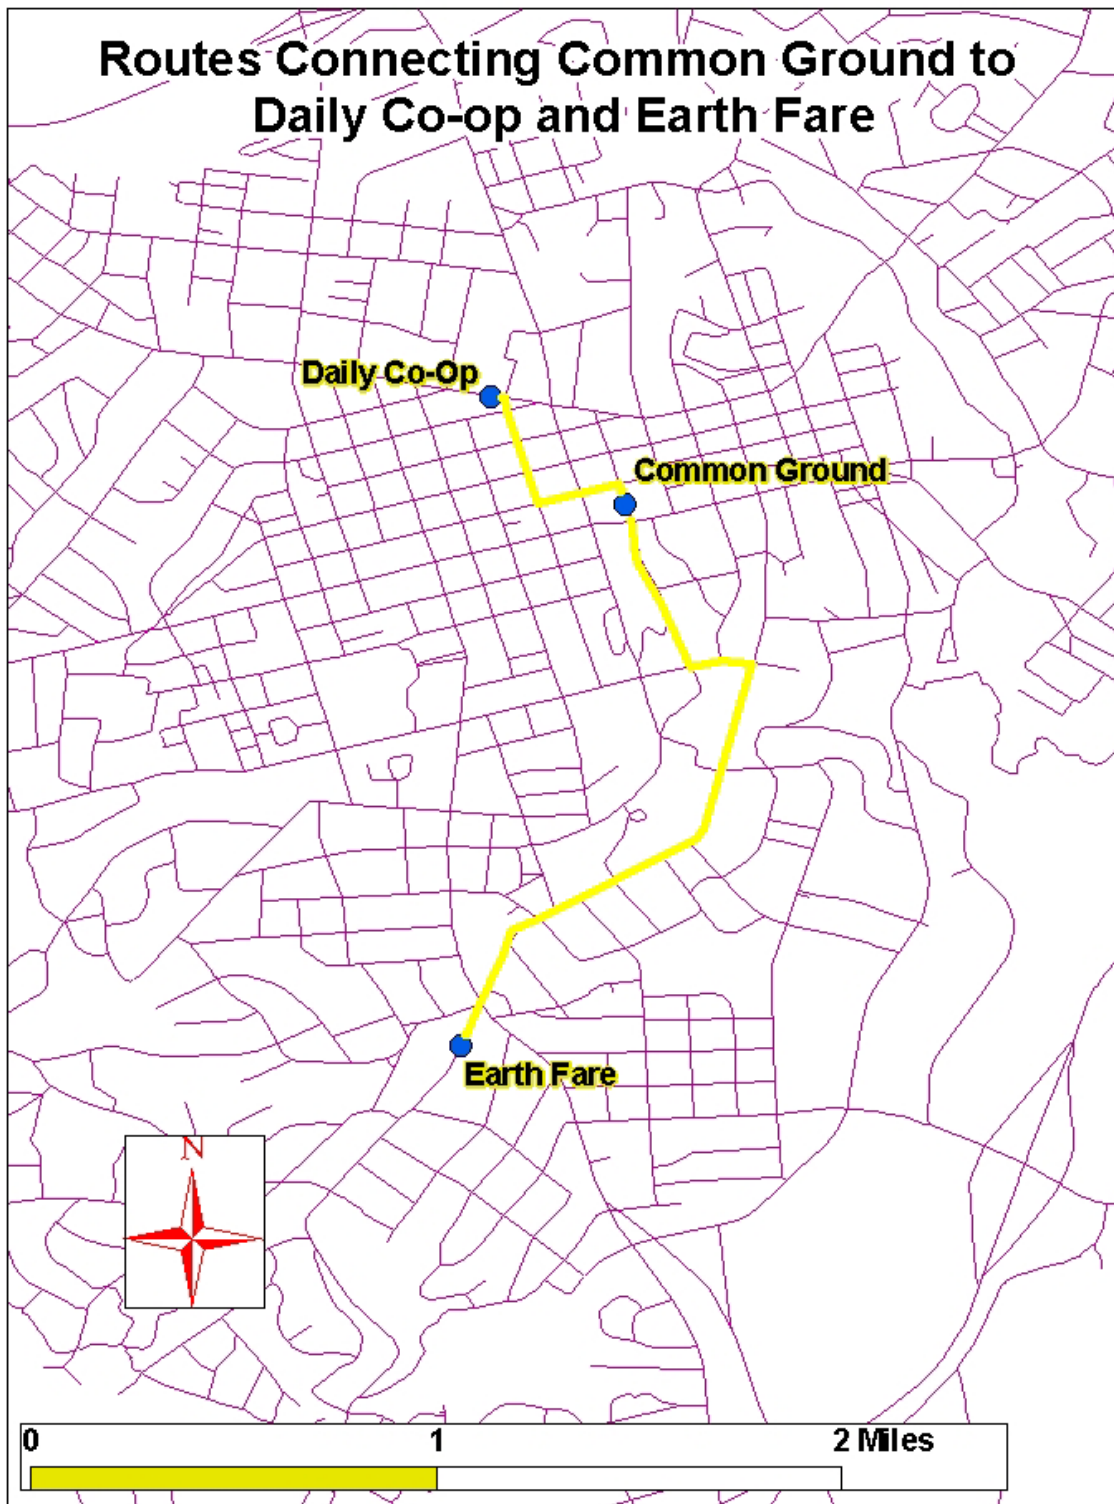 Routes Connecting Common Ground to
Daily Co-op and Earth Fare
Daily Co-Op
Common Ground
Earth Fare
N
0 1 2 Miles